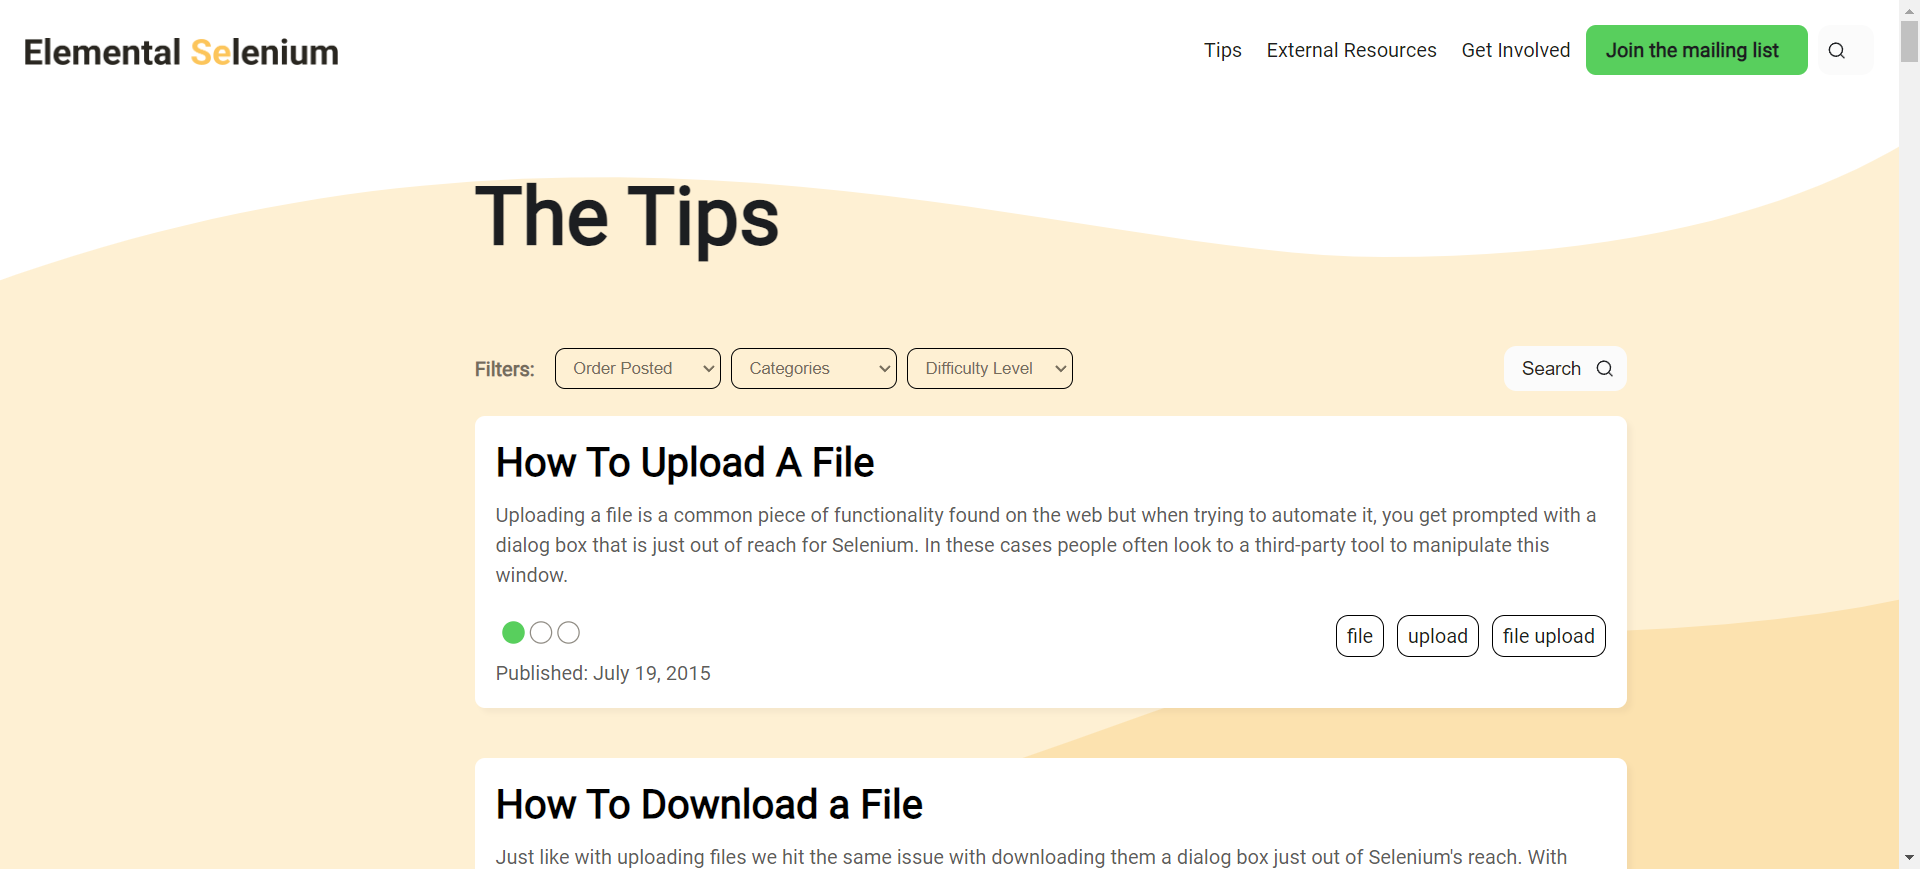 Elemental Selenium
Tips
External Resources
Get Involved
Join the mailing list
The Tips
Filters:
Order Posted
Categories
Difficulty Level
Search
How To Upload A File
Uploading a file is a common piece of functionality found on the web but when trying to automate it, you get prompted with a
dialog box that is just out of reach for Selenium. In these cases people often look to a third-party tool to manipulate this
window.
file
upload
file upload
Published: July 19, 2015
How To Download a File
Just like with uploading files we hit the same issue with downloading them a dialog box just out of Selenium's reach. With